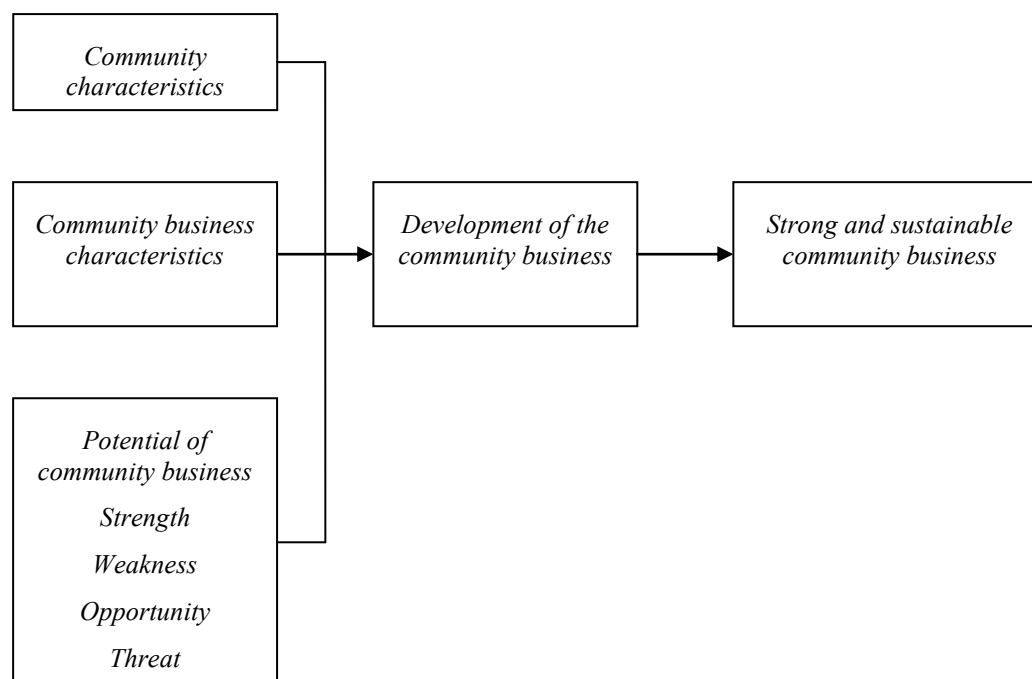 Community
characteristics
Community business
characteristics
Development of the
community business
Strong and sustainable
community business
Potential of
community business
Strength
Weakness
Opportunity
Threat